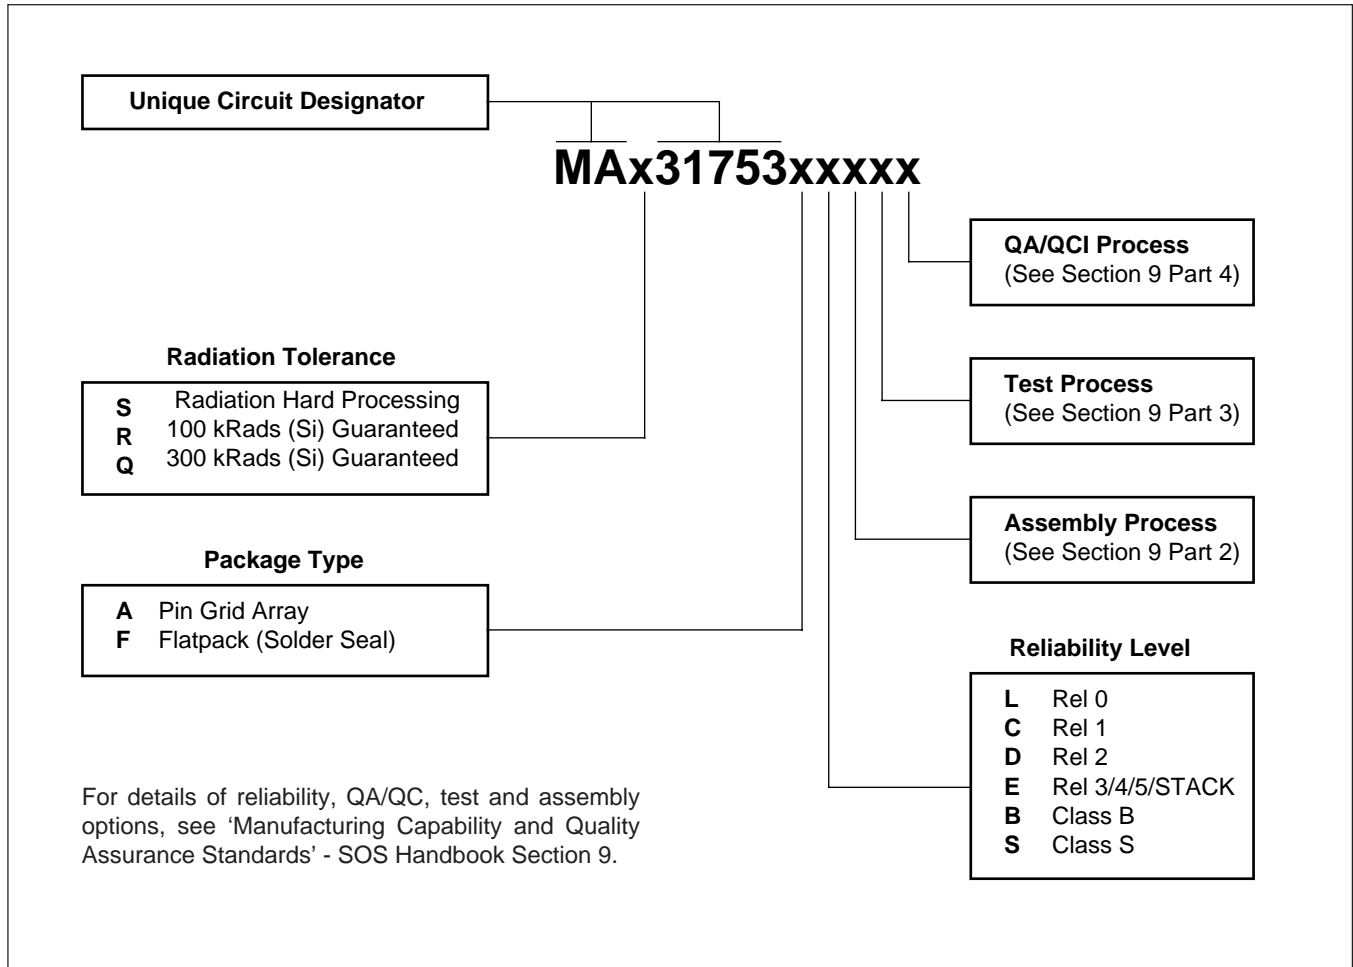 Unique Circuit Designator
MAx31753xxxxx
QA/QCI Process
(See Section 9 Part 4)
Radiation Tolerance
S Radiation Hard Processing
R 100 kRads (Si) Guaranteed
Q 300 kRads (Si) Guaranteed
Test Process
(See Section 9 Part 3)
Assembly Process
(See Section 9 Part 2)
Package Type
A Pin Grid Array
F Flatpack (Solder Seal)
Reliability Level
L Rel 0
C Rel 1
D Rel 2
E Rel 3/4/5/STACK
B Class B
S Class S
For details of reliability, QA/QC, test and assembly
options, see ‘Manufacturing Capability and Quality
Assurance Standards’ - SOS Handbook Section 9.